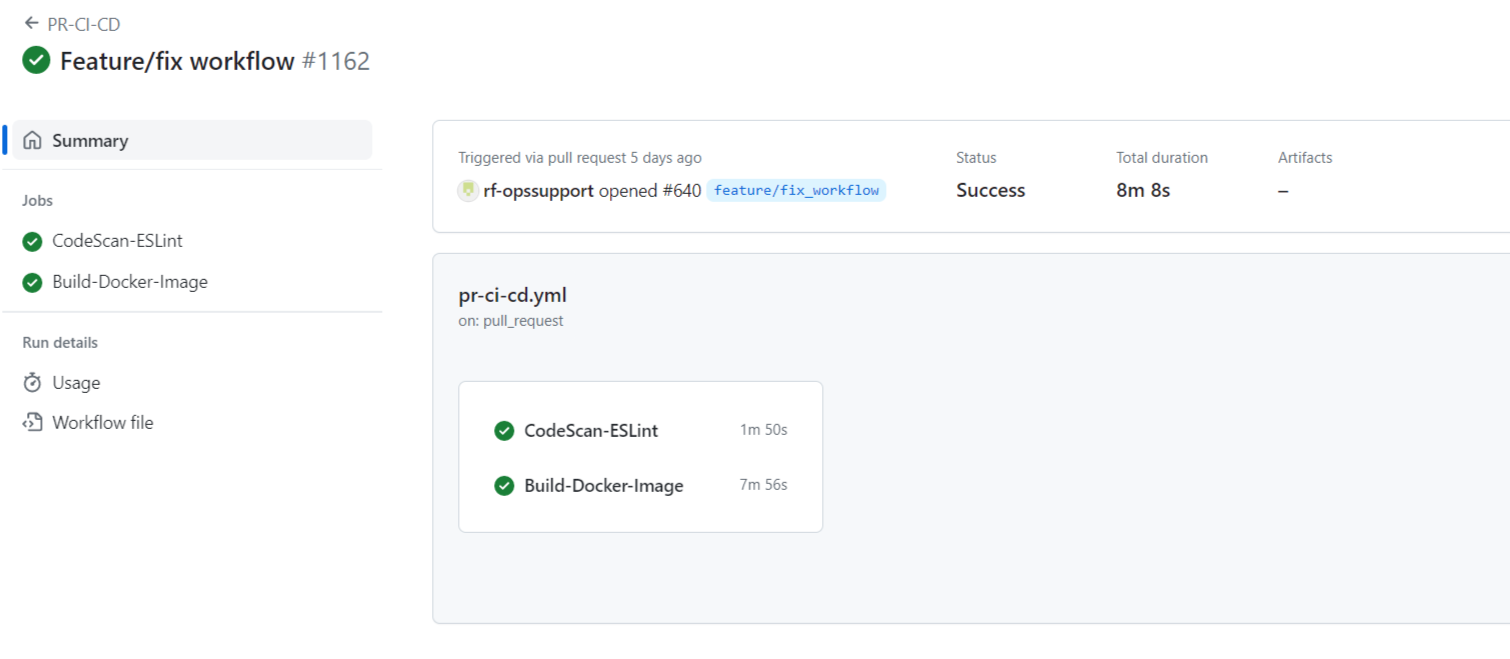 PR-CI-CD
Feature/fix workflow #1162
Summary
Jobs
CodeScan-ESLint
Build-Docker-Image
Run details
Usage
Workflow file
Triggered via pull request 5 days ago
rf-opssupport opened #640 feature/fix_workflow
Status
Success
Total duration
8m 8s
Artifacts
–
pr-ci-cd.yml
on: pull_request
CodeScan-ESLint 1m 50s
Build-Docker-Image 7m 56s